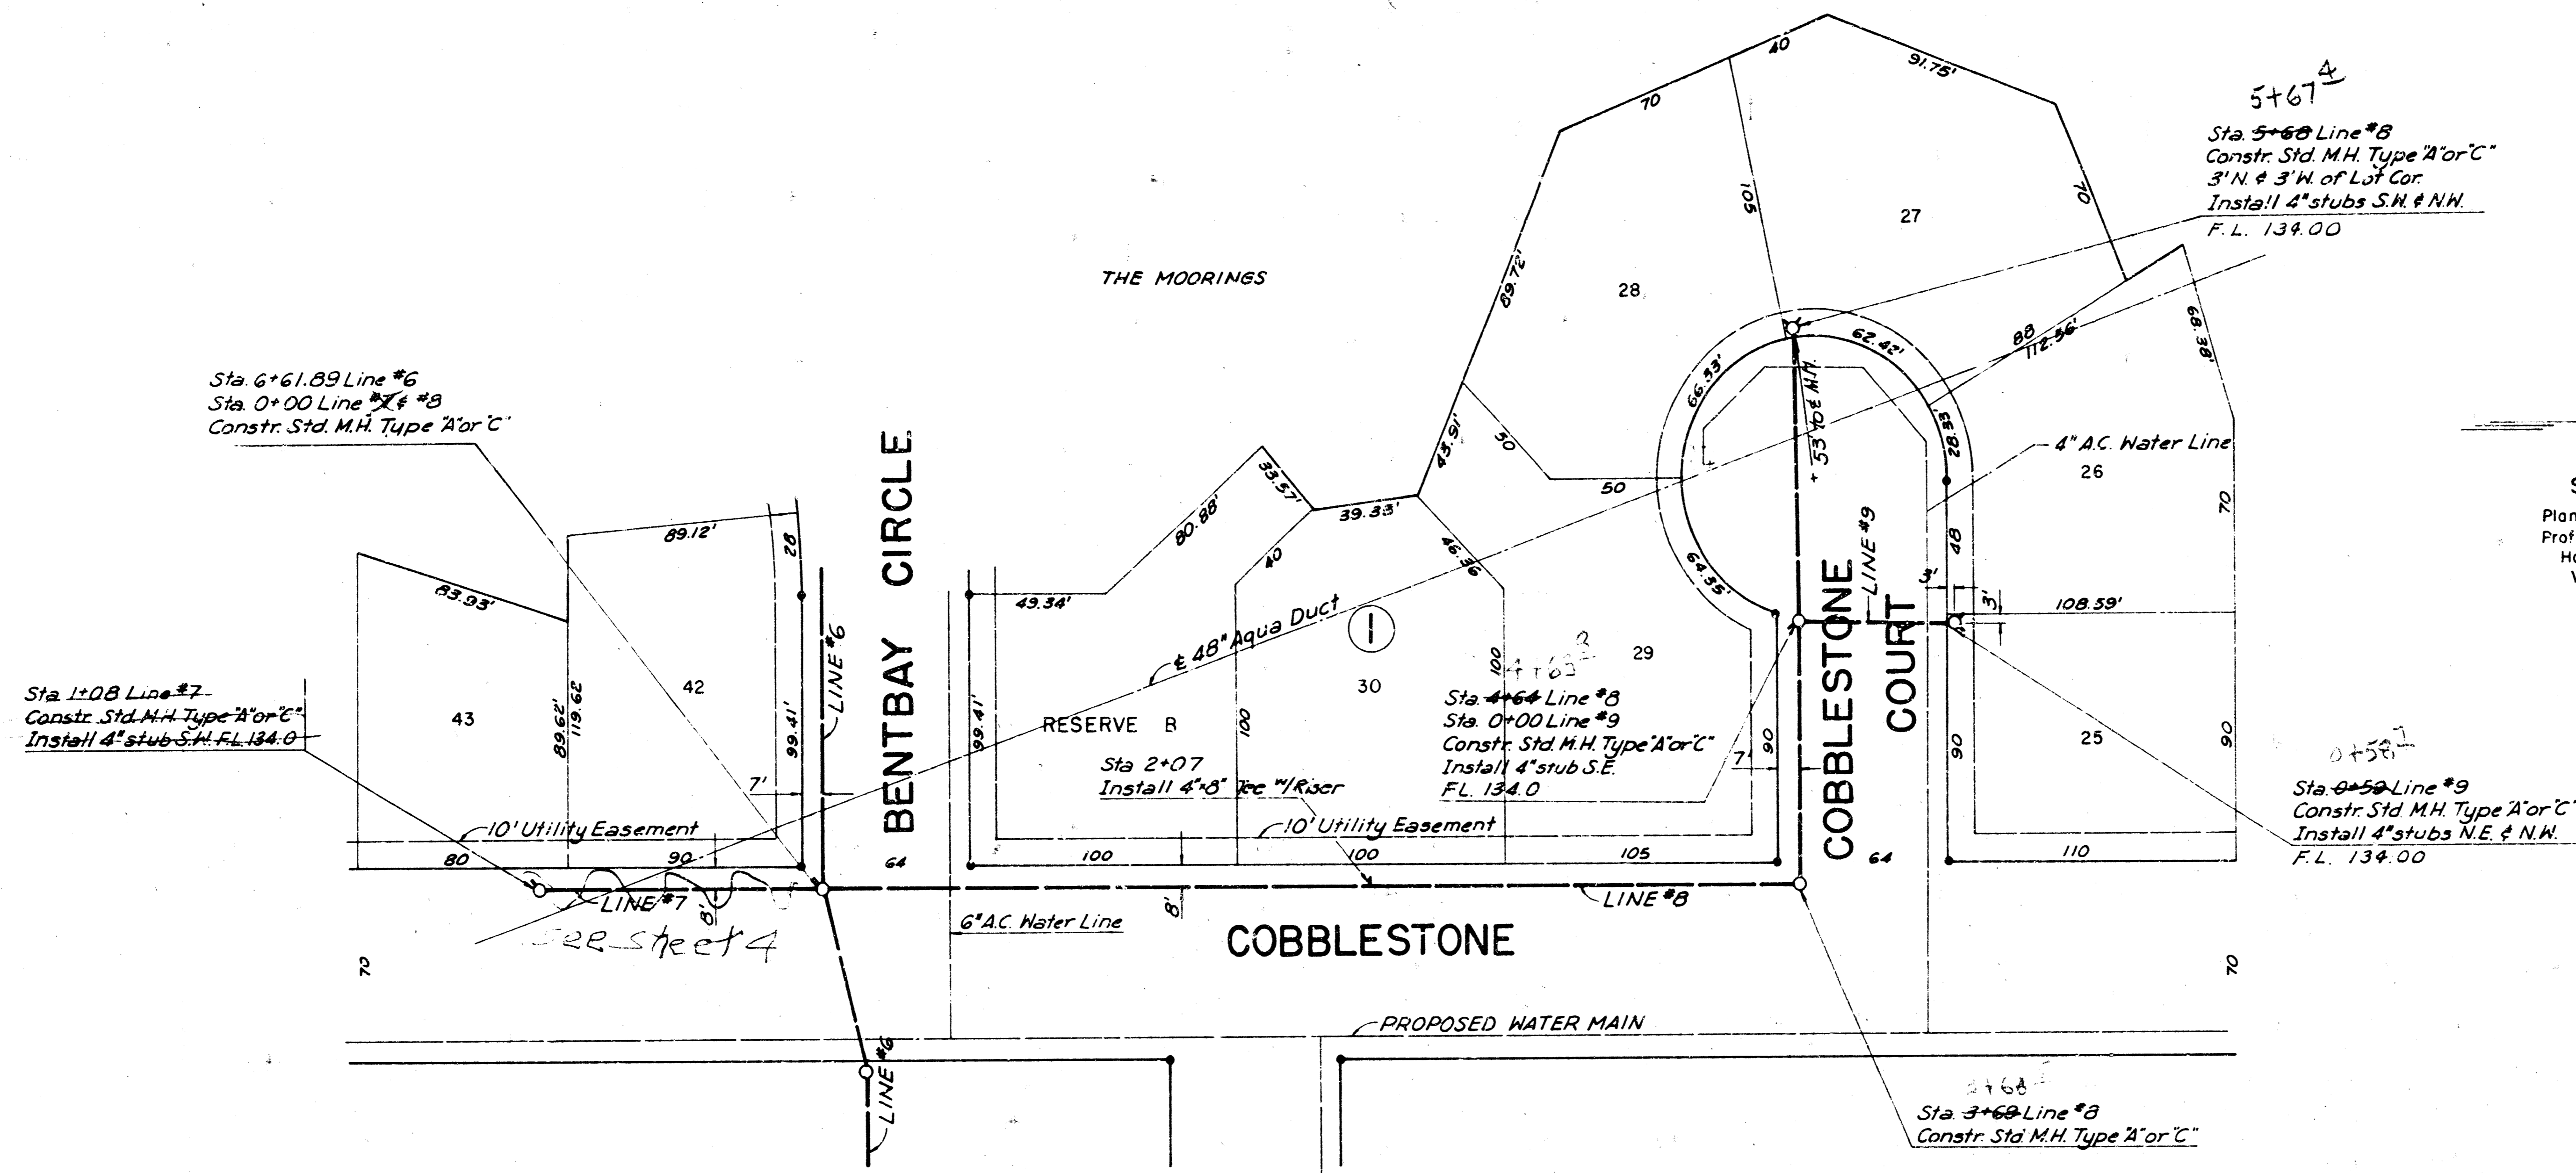 40
91.75'
70
5+67 4
Sta. 5+68 Line #8
Constr. Std. M.H. Type "A" or "C"
3' N. & 3' W. of Lot Cor.
Install 4" stubs S.W. & N.W.
F.L. 134.00
105
70
27
28
THE MOORINGS
89.72'
68.38'
88
112.56'
62.42'
66.33'
28.82
Sta. 6+61.89 Line #6
Sta. 0+00 Line #7 & #8
Constr. Std. M.H. Type "A" or "C"
43.91'
50
50
4" A.C. Water Line
26
70
33.57'
80.88'
39.33'
46.36
40
89.12'
28
83.93'
49.34'
64.35'
48
LINE #9
3'
3'
108.59'
BENTBAY CIRCLE
LINE #6
℄ 48" Aqua Duct
1
29
30
42
43
89.62'
119.62
99.41'
99.41'
100
100
RESERVE B
Sta 1+08 Line #7
Constr. Std. M.H. Type "A" or "C"
Install 4" stub S.W. F.L. 134.0
Sta 2+07
Install 4"x8" Tee w/Riser
Sta. 4+64 Line #8
Sta. 0+00 Line #9
Constr. Std. M.H. Type "A" or "C"
Install 4" stub S.E.
FL. 134.0
90
7'
7'
COBBLESTONE
COURT
90
25
90
0+58
Sta. 0+59 Line #9
Constr. Std M.H. Type "A" or "C"
Install 4" stubs N.E. & N.W.
F.L. 134.00
10' Utility Easement
10' Utility Easement
80
90
64
100
100
105
64
110
LINE #7
8'
8'
LINE #8
See sheet 4
6" A.C. Water Line
COBBLESTONE
70
70
PROPOSED WATER MAIN
LINE #6
Sta. 3+69 Line #8
Constr. Std M.H. Type "A" or "C"
Plan
Prof